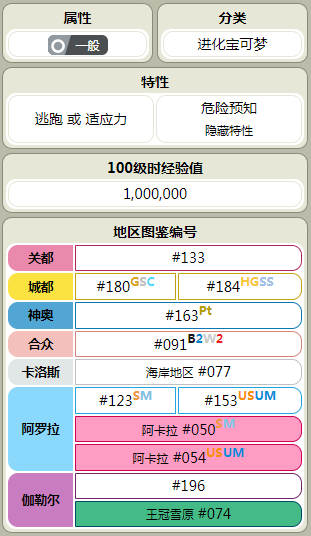 属性
分类
一般
进化宝可梦
特性
逃跑 或 适应力
危险预知
隐藏特性
100级时经验值
1,000,000
地区图鉴编号
关都
#133
城都
#180GSC
#184HGSS
神奥
#163Pt
合众
#091B2W2
卡洛斯
海岸地区 #077
阿罗拉
#123SM
#153USUM
阿卡拉 #050SM
阿卡拉 #054USUM
伽勒尔
#196
王冠雪原 #074